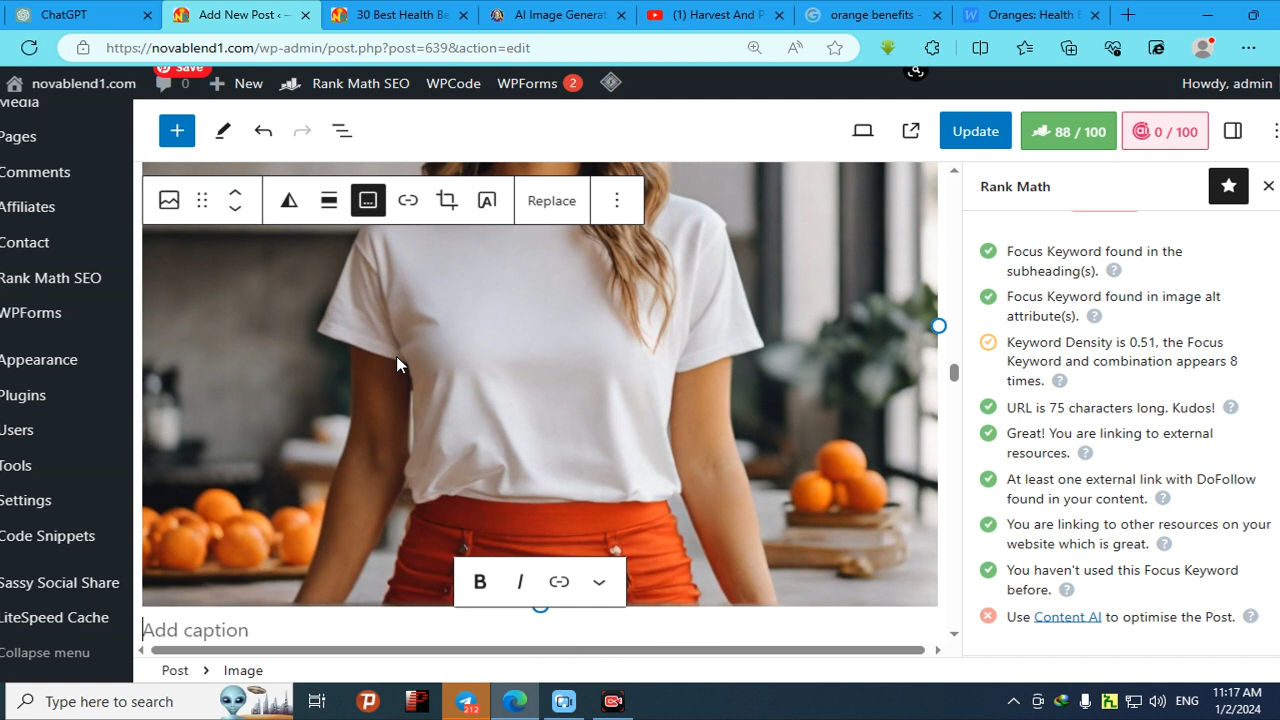 ChatGPT
Add New Post ‹ —
30 Best Health Be
AI Image Generat
(1) Harvest And P
orange benefits -
Oranges: Health B
https://novablend1.com/wp-admin/post.php?post=639&action=edit
save
novablend1.com
0
New
Rank Math SEO
WPCode
WPForms
2
Howdy, admin
Media
Pages
Comments
Affiliates
Contact
Rank Math SEO
WPForms
Appearance
Plugins
Users
Tools
Settings
Code Snippets
Sassy Social Share
LiteSpeed Cache
Collapse menu
Update
88 / 100
0 / 100
Replace
Rank Math
Focus Keyword found in the
subheading(s).
Focus Keyword found in image alt
attribute(s).
Keyword Density is 0.51, the Focus
Keyword and combination appears 8
times.
URL is 75 characters long. Kudos!
Great! You are linking to external
resources.
At least one external link with DoFollow
found in your content.
You are linking to other resources on your
website which is great.
You haven't used this Focus Keyword
before.
Use Content AI to optimise the Post.
B I
Add caption
Post > Image
Type here to search
212
ENG
11:17 AM
1/2/2024